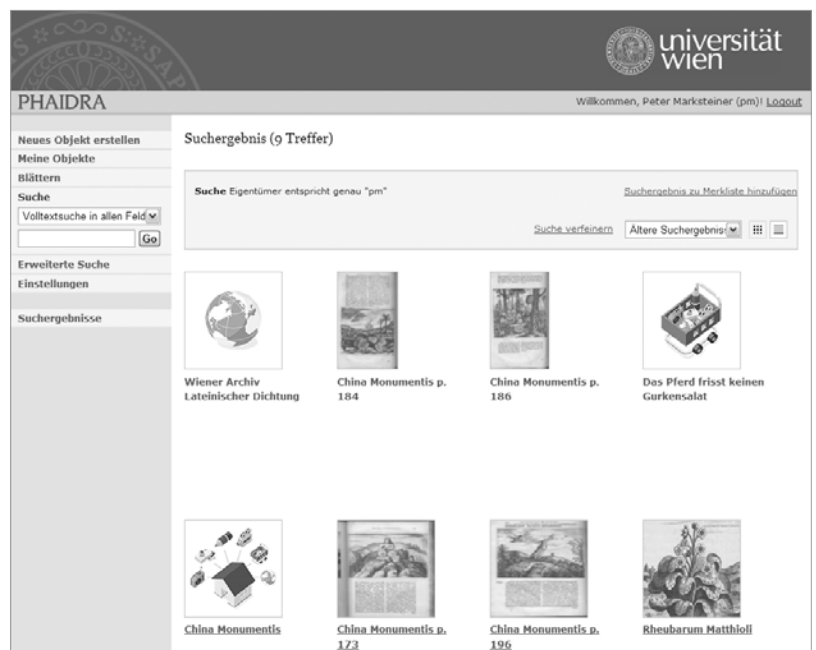 universität
wien
PHAIDRA
Willkommen, Peter Marksteiner (pm)! Logout
Neues Objekt erstellen
Meine Objekte
Blättern
Suche
Volltextsuche in allen Feld
Go
Erweiterte Suche
Einstellungen
Suchergebnisse
Suchergebnis (9 Treffer)
Suche Eigentümer entspricht genau "pm"
Suchergebnis zu Merkliste hinzufügen
Suche verfeinern
Ältere Suchergebnis
Wiener Archiv
Lateinischer Dichtung
China Monumentis p.
184
China Monumentis p.
186
Das Pferd frisst keinen
Gurkensalat
China Monumentis
China Monumentis p.
173
China Monumentis p.
196
Rheubarum Matthioli